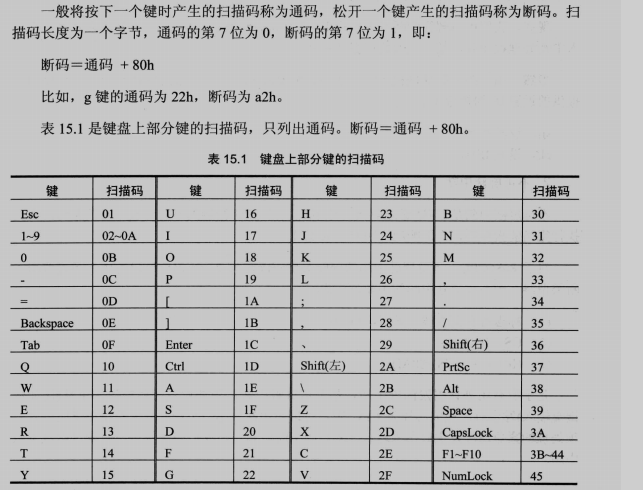 一般将按下一个键时产生的扫描码称为通码，松开一个键产生的扫描码称为断码。扫
描码长度为一个字节，通码的第 7 位为 0，断码的第 7 位为 1，即：
断码＝通码 + 80h
比如，g 键的通码为 22h，断码为 a2h。
表 15.1 是键盘上部分键的扫描码，只列出通码。断码＝通码 + 80h。
表 15.1 键盘上部分键的扫描码
键 扫描码 键 扫描码 键 扫描码 键 扫描码
Esc 01 U 16 H 23 B 30
1~9 02~0A I 17 J 24 N 31
0 0B O 18 K 25 M 32
- 0C P 19 L 26 , 33
= 0D [ 1A ; 27 . 34
Backspace 0E ] 1B , 28 / 35
Tab 0F Enter 1C 、 29 Shift(右) 36
Q 10 Ctrl 1D Shift(左) 2A PrtSc 37
W 11 A 1E \ 2B Alt 38
E 12 S 1F Z 2C Space 39
R 13 D 20 X 2D CapsLock 3A
T 14 F 21 C 2E F1~F10 3B~44
Y 15 G 22 V 2F NumLock 45